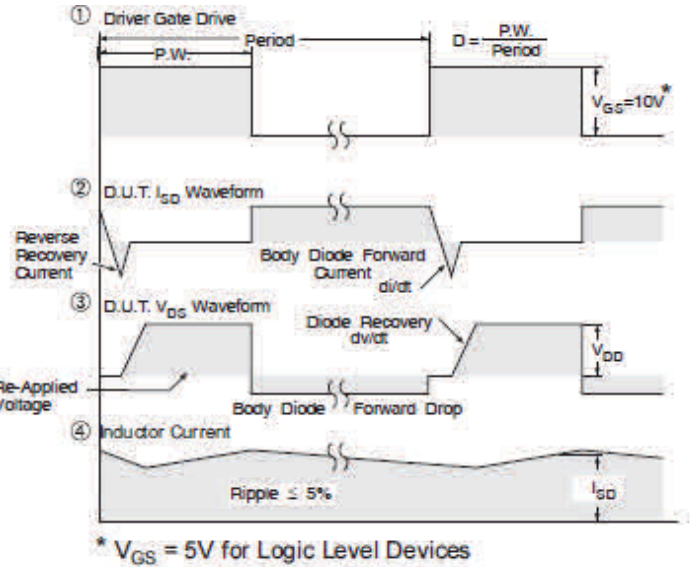 ① Driver Gate Drive
Period
P.W.
D = P.W. / Period
V_GS=10V*
② D.U.T. I_SD Waveform
Reverse
Recovery
Current
Body Diode Forward
Current
di/dt
③ D.U.T. V_DS Waveform
Diode Recovery
dv/dt
V_DD
Re-Applied
Voltage
Body Diode Forward Drop
④ Inductor Current
Ripple ≤ 5%
I_SD
* V_GS = 5V for Logic Level Devices